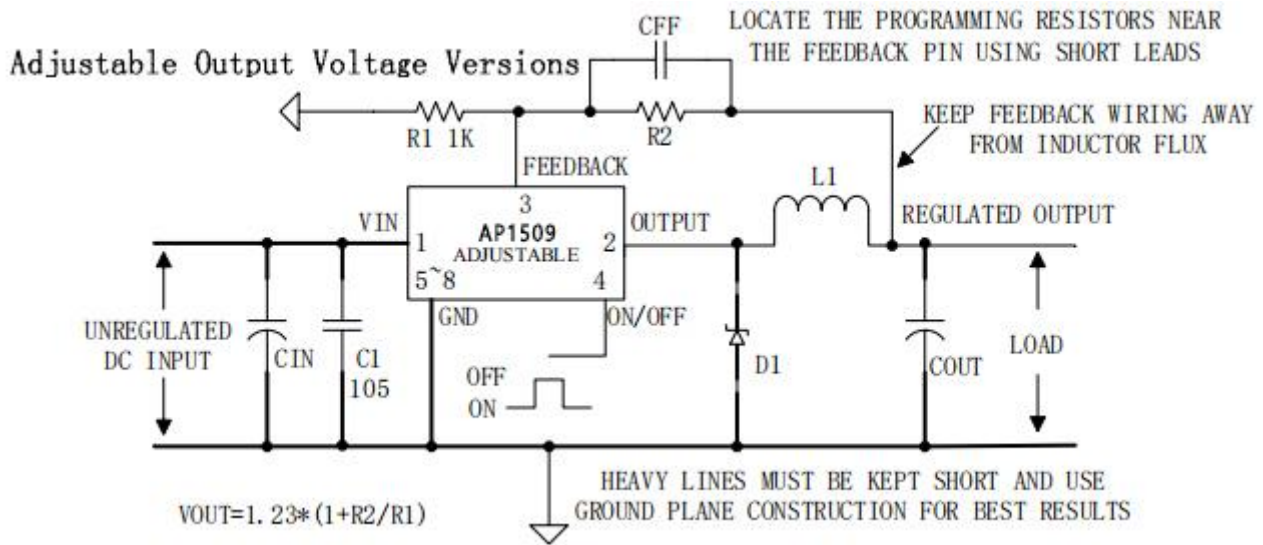 CFF
LOCATE THE PROGRAMMING RESISTORS NEAR
THE FEEDBACK PIN USING SHORT LEADS
Adjustable Output Voltage Versions
R1 1K
R2
KEEP FEEDBACK WIRING AWAY
FROM INDUCTOR FLUX
FEEDBACK
L1
3
VIN
AP1509
OUTPUT
REGULATED OUTPUT
1
ADJUSTABLE
2
5~8
4
GND
ON/OFF
UNREGULATED
DC INPUT
CIN
C1
105
OFF
ON
D1
COUT
LOAD
HEAVY LINES MUST BE KEPT SHORT AND USE
GROUND PLANE CONSTRUCTION FOR BEST RESULTS
VOUT=1.23*(1+R2/R1)